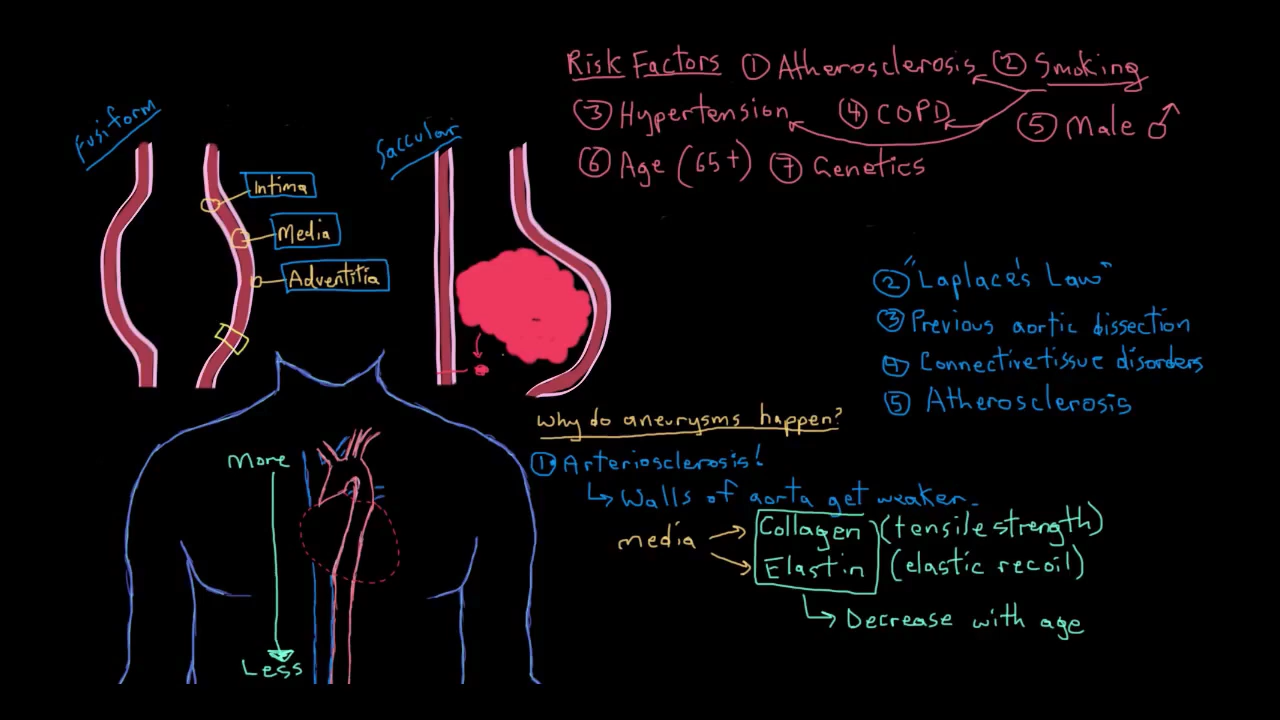 Risk Factors ① Atherosclerosis ② Smoking
③ Hypertension ④ COPD ⑤ Male ♂
⑥ Age (65+) ⑦ Genetics
Fusiform
Saccular
Intima
Media
Adventitia
② "Laplace's Law"
③ Previous aortic dissection
④ Connective tissue disorders
⑤ Atherosclerosis
Why do aneurysms happen?
① Arteriosclerosis!
↳ Walls of aorta get weaker.
media → Collagen (tensile strength)
→ Elastin (elastic recoil)
↳ Decrease with age
More
Less